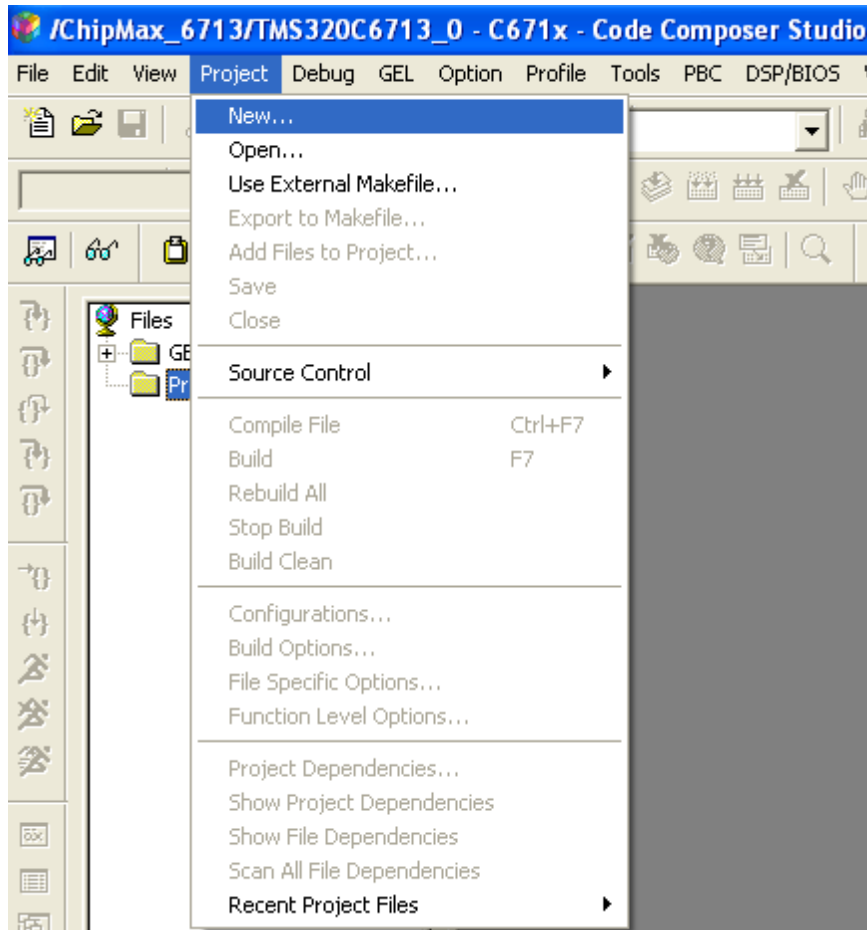 /ChipMax_6713/TMS320C6713_0 - C671x - Code Composer Studio
File Edit View Project Debug GEL Option Profile Tools PBC DSP/BIOS
New...
Open...
Use External Makefile...
Export to Makefile...
Add Files to Project...
Save
Files
Close
GE
Source Control
Pr
Compile File Ctrl+F7
Build F7
Rebuild All
Stop Build
Build Clean
Configurations...
Build Options...
File Specific Options...
Function Level Options...
Project Dependencies...
Show Project Dependencies
Show File Dependencies
Scan All File Dependencies
Recent Project Files